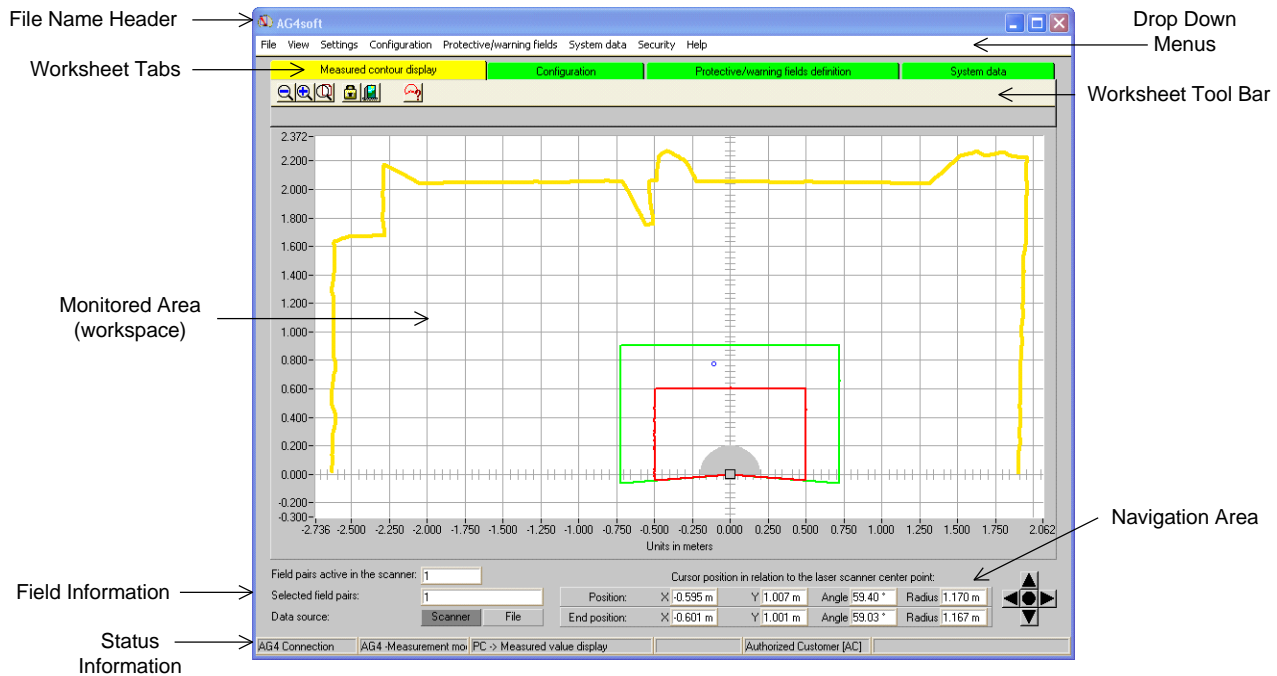 File Name Header
AG4soft
Drop Down
Menus
File View Settings Configuration Protective/warning fields System data Security Help
Worksheet Tabs
Measured contour display Configuration Protective/warning fields definition System data
Worksheet Tool Bar
2.372
2.200
2.000
1.800
1.600
1.400
1.200
1.000
0.800
0.600
0.400
0.200
0.000
-0.200
-0.300
Monitored Area
(workspace)
-2.736 -2.500 -2.250 -2.000 -1.750 -1.500 -1.250 -1.000 -0.750 -0.500 -0.250 0.000 0.250 0.500 0.750 1.000 1.250 1.500 1.750 2.062
Units in meters
Navigation Area
Field Information
Field pairs active in the scanner: 1
Selected field pairs: 1
Data source: Scanner File
Cursor position in relation to the laser scanner center point:
Position: X -0.595 m Y 1.007 m Angle 59.40 ° Radius 1.170 m
End position: X -0.601 m Y 1.001 m Angle 59.03 ° Radius 1.167 m
Status
Information
AG4 Connection AG4 -Measurement mo PC -> Measured value display Authorized Customer [AC]